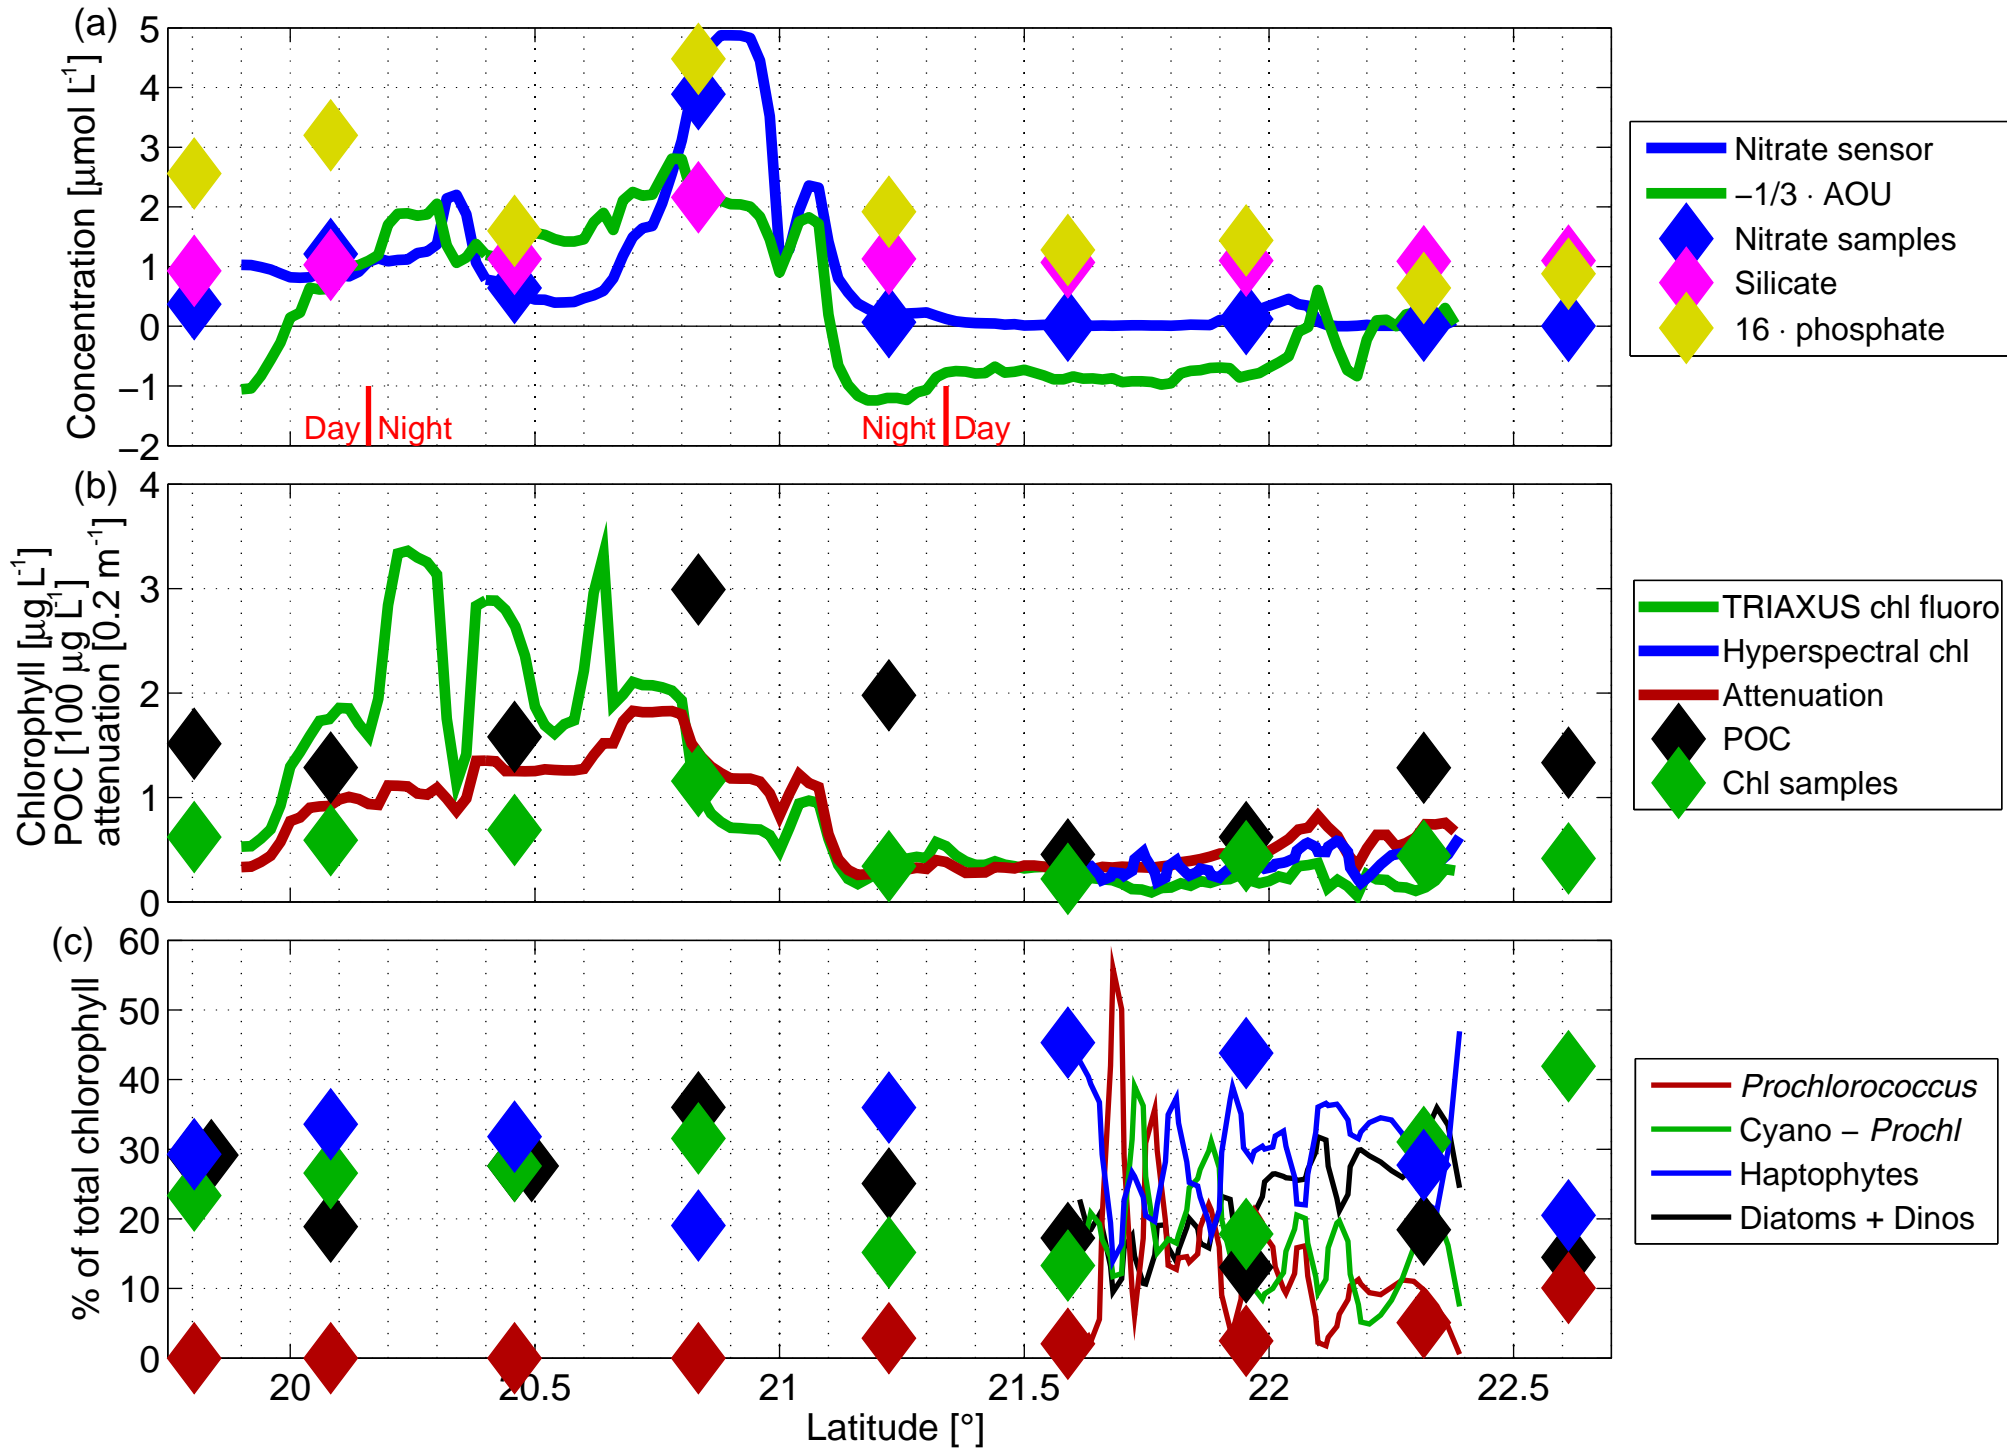 (a)
5
4
3
2
1
0
−1
−2
Concentration [µmol L⁻¹]
Day Night
Night Day
Nitrate sensor
−1/3 · AOU
Nitrate samples
Silicate
16 · phosphate
(b)
4
3
2
1
0
Chlorophyll [µg L⁻¹]
POC [100 µg L⁻¹]
attenuation [0.2 m⁻¹]
TRIAXUS chl fluoro
Hyperspectral chl
Attenuation
POC
Chl samples
(c)
60
50
40
30
20
10
0
% of total chlorophyll
Prochlorococcus
Cyano − Prochl
Haptophytes
Diatoms + Dinos
20 20.5 21 21.5 22 22.5
Latitude [°]